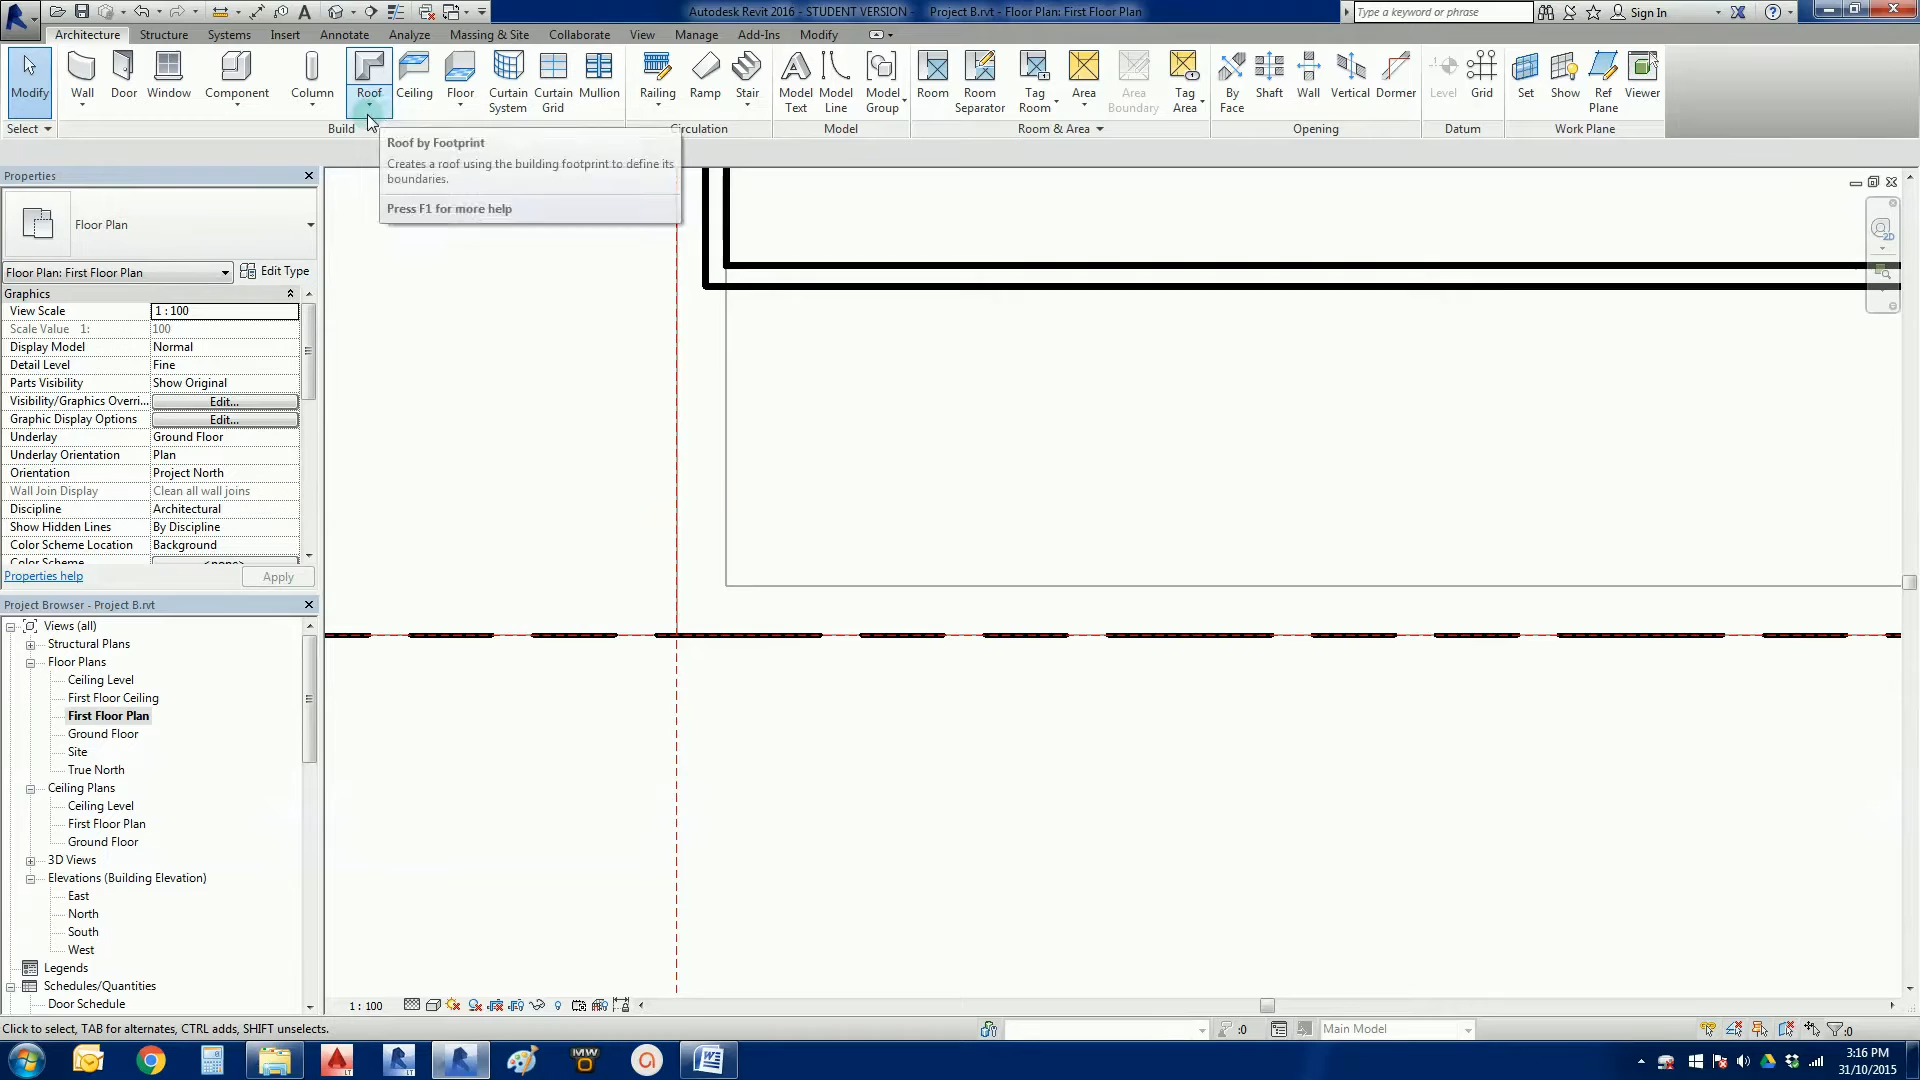 Autodesk Revit 2016 - STUDENT VERSION - Project B.rvt - Floor Plan: First Floor Plan
Type a keyword or phrase
Sign In
Architecture Structure Systems Insert Annotate Analyze Massing & Site Collaborate View Manage Add-Ins Modify
Modify Wall Door Window Component Column Roof Ceiling Floor Curtain System Curtain Grid Mullion Railing Ramp Stair Model Text Model Line Model Group Room Room Separator Tag Room Area Area Boundary Tag Area By Face Shaft Wall Vertical Dormer Level Grid Set Show Ref Plane Viewer
Select Build Circulation Model Room & Area Opening Datum Work Plane
Roof by Footprint
Creates a roof using the building footprint to define its
boundaries.
Press F1 for more help
Properties
Floor Plan
Floor Plan: First Floor Plan Edit Type
Graphics
View Scale 1 : 100
Scale Value 1: 100
Display Model Normal
Detail Level Fine
Parts Visibility Show Original
Visibility/Graphics Overri... Edit...
Graphic Display Options Edit...
Underlay Ground Floor
Underlay Orientation Plan
Orientation Project North
Wall Join Display Clean all wall joins
Discipline Architectural
Show Hidden Lines By Discipline
Color Scheme Location Background
Color Scheme <none>
Properties help Apply
Project Browser - Project B.rvt
Views (all)
Structural Plans
Floor Plans
Ceiling Level
First Floor Ceiling
First Floor Plan
Ground Floor
Site
True North
Ceiling Plans
Ceiling Level
First Floor Plan
Ground Floor
3D Views
Elevations (Building Elevation)
East
North
South
West
Legends
Schedules/Quantities
Door Schedule
2D
1 : 100
Click to select, TAB for alternates, CTRL adds, SHIFT unselects.
:0
Main Model
:0
LT
LT
MW
W
3:16 PM
31/10/2015